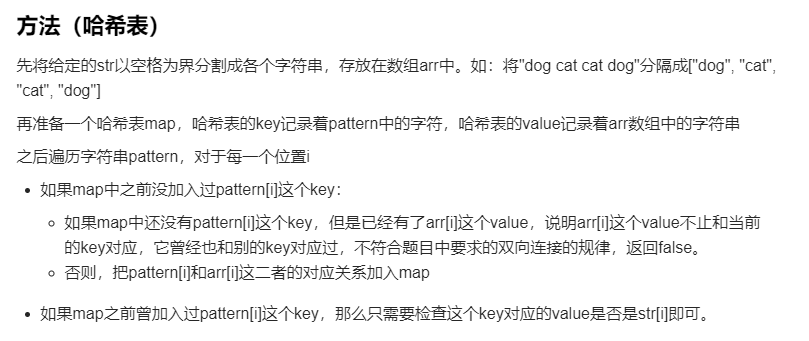 方法（哈希表）
先将给定的str以空格为界分割成各个字符串，存放在数组arr中。如：将"dog cat cat dog"分隔成["dog", "cat",
"cat", "dog"]
再准备一个哈希表map，哈希表的key记录着pattern中的字符，哈希表的value记录着arr数组中的字符串
之后遍历字符串pattern，对于每一个位置i
• 如果map中之前没加入过pattern[i]这个key：
◦ 如果map中还没有pattern[i]这个key，但是已经有了arr[i]这个value，说明arr[i]这个value不止和当前
的key对应，它曾经也和别的key对应过，不符合题目中要求的双向连接的规律，返回false。
◦ 否则，把pattern[i]和arr[i]这二者的对应关系加入map
• 如果map之前曾加入过pattern[i]这个key，那么只需要检查这个key对应的value是否是str[i]即可。